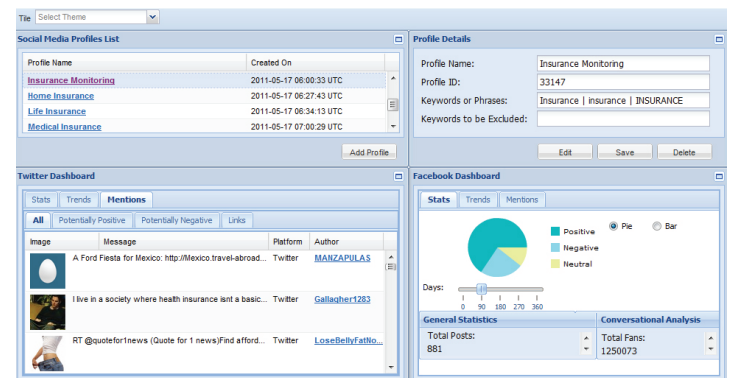 Tile Select Theme
Social Media Profiles List
Profile Name Created On
Insurance Monitoring 2011-05-17 06:00:33 UTC
Home Insurance 2011-05-17 06:27:43 UTC
Life Insurance 2011-05-17 06:34:13 UTC
Medical Insurance 2011-05-17 07:00:29 UTC
Add Profile
Profile Details
Profile Name: Insurance Monitoring
Profile ID: 33147
Keywords or Phrases: Insurance | insurance | INSURANCE
Keywords to be Excluded:
Edit Save Delete
Twitter Dashboard
Stats Trends Mentions
All Potentially Positive Potentially Negative Links
Image Message Platform Author
A Ford Fiesta for Mexico: http://Mexico.travel-abroad... Twitter MANZAPULAS
I live in a society where health insurance isnt a basic... Twitter Gallagher1283
RT @quotefor1news (Quote for 1 news)Find afford... Twitter LoseBellyFatNo...
Facebook Dashboard
Stats Trends Mentions
Positive
Negative
Neutral
Pie Bar
Days:
0 90 180 270 360
General Statistics
Total Posts:
881
Conversational Analysis
Total Fans:
1250073